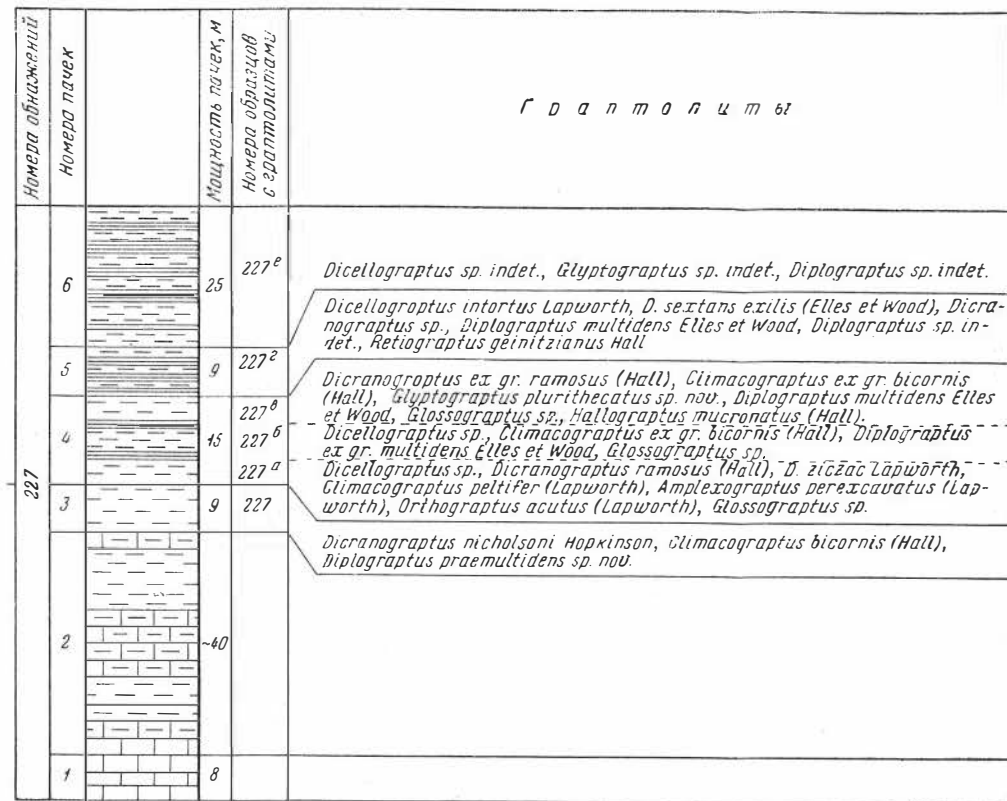 Номера обнажений
Номера пачек
Мощность пачек, м
Номера образцов
с граптолитами
Граптолиты
227
6
25
227е
Dicellograptus sp. indet., Glyptograptus sp. indet., Diplograptus sp. indet.
Dicellogroptus intortus Lapworth, D. sextans exilis (Elles et Wood), Dicra-
nograptus sp., Diplograptus multidens Elles et Wood, Diplograptus sp. in-
det., Retiograptus geinitzianus Hall
5
9
227г
Dicranogroptus ex gr. ramosus (Hall), Climacograptus ex gr. bicornis
(Hall), Glyptograptus plurithecatus sp. nov., Diplograptus multidens Elles
et Wood, Glossograptus sp., Hallograptus mucronatus (Hall).
4
15
227в
227б
227а
Dicellograptus sp., Climacograptus ex gr. bicornis (Hall), Diplograptus
ex gr. multidens Elles et Wood, Glossograptus sp.
Dicellograptus sp., Dicranograptus ramosus (Hall), D. ziczac Lapworth,
Climacograptus peltifer (Lapworth), Amplexograptus perexcavatus (Lap-
worth), Orthograptus acutus (Lapworth), Glossograptus sp.
3
9
227
Dicranograptus nicholsoni Hopkinson, Climacograptus bicornis (Hall),
Diplograptus praemultidens sp. nov.
2
~40
1
8